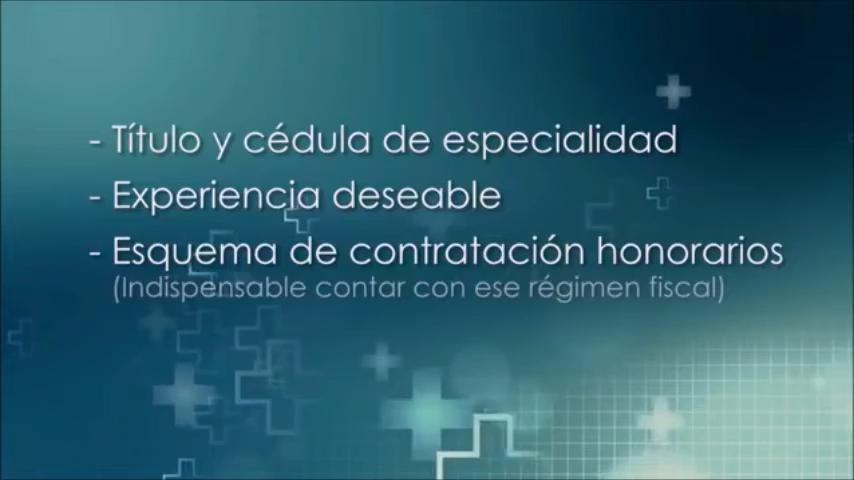 - Título y cédula de especialidad
- Experiencia deseable
- Esquema de contratación honorarios
(Indispensable contar con ese régimen fiscal)